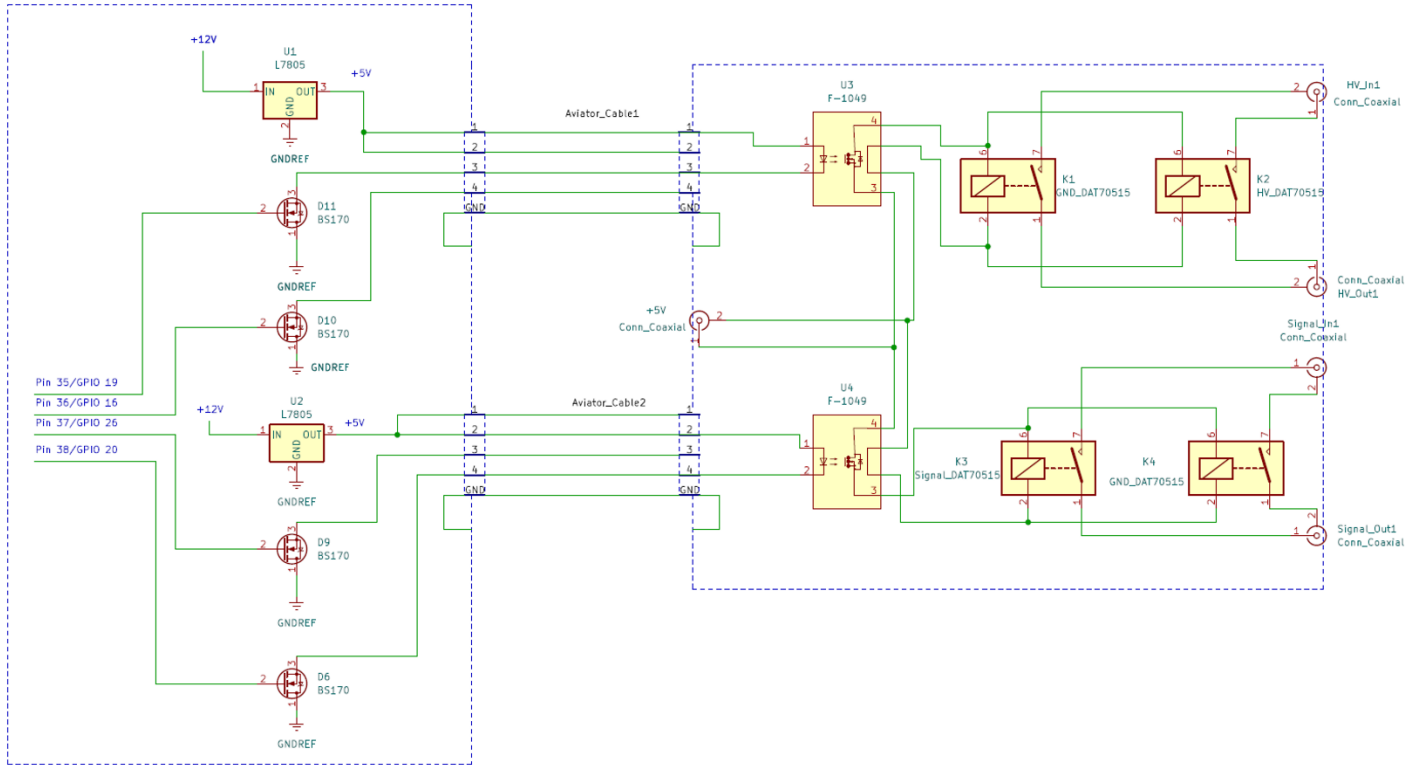 +12V
U1
L7805
+5V
1
IN
OUT
3
GND
2
GNDREF
Aviator_Cable1
1
2
3
4
GND
1
2
3
4
GND
U3
F-1049
1
2
4
3
HV_In1
Conn_Coaxial
2
1
6
7
K1
GND_DAT70515
2
1
6
7
K2
HV_DAT70515
2
1
3
2
D11
BS170
1
GNDREF
3
2
D10
BS170
1
GNDREF
1
2
Conn_Coaxial
HV_Out1
+5V
Conn_Coaxial
2
1
Signal_In1
Conn_Coaxial
1
2
Pin 35/GPIO 19
Pin 36/GPIO 16
Pin 37/GPIO 26
Pin 38/GPIO 20
+12V
U2
L7805
+5V
1
IN
OUT
3
GND
2
GNDREF
Aviator_Cable2
1
2
3
4
GND
1
2
3
4
GND
U4
F-1049
1
2
4
3
6
7
K3
Signal_DAT70515
2
1
6
7
K4
GND_DAT70515
2
1
2
1
Signal_Out1
Conn_Coaxial
3
2
D9
BS170
1
GNDREF
3
2
D6
BS170
1
GNDREF